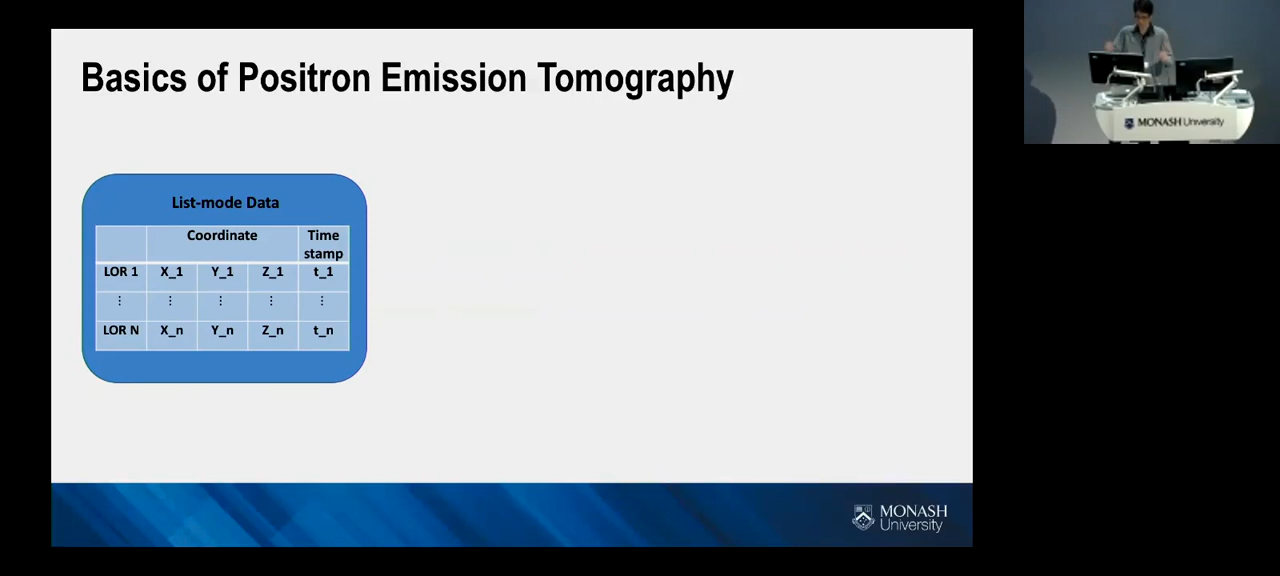 Basics of Positron Emission Tomography
List-mode Data
Coordinate Time stamp
LOR 1 X_1 Y_1 Z_1 t_1
⋮ ⋮ ⋮ ⋮ ⋮
LOR N X_n Y_n Z_n t_n
MONASH University
MONASH University